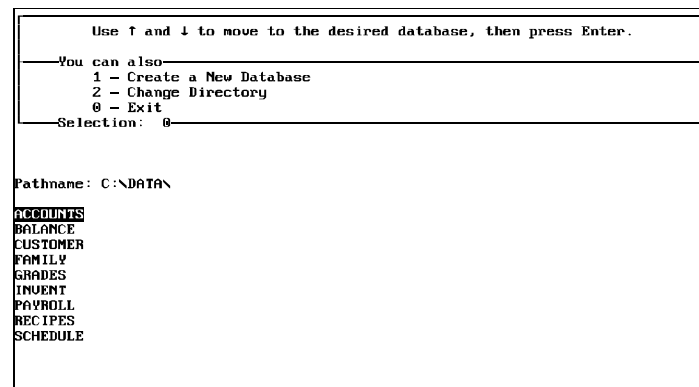 Use ↑ and ↓ to move to the desired database, then press Enter.
You can also
1 – Create a New Database
2 – Change Directory
0 – Exit
Selection: 0
Pathname: C:\DATA\
ACCOUNTS
BALANCE
CUSTOMER
FAMILY
GRADES
INVENT
PAYROLL
RECIPES
SCHEDULE